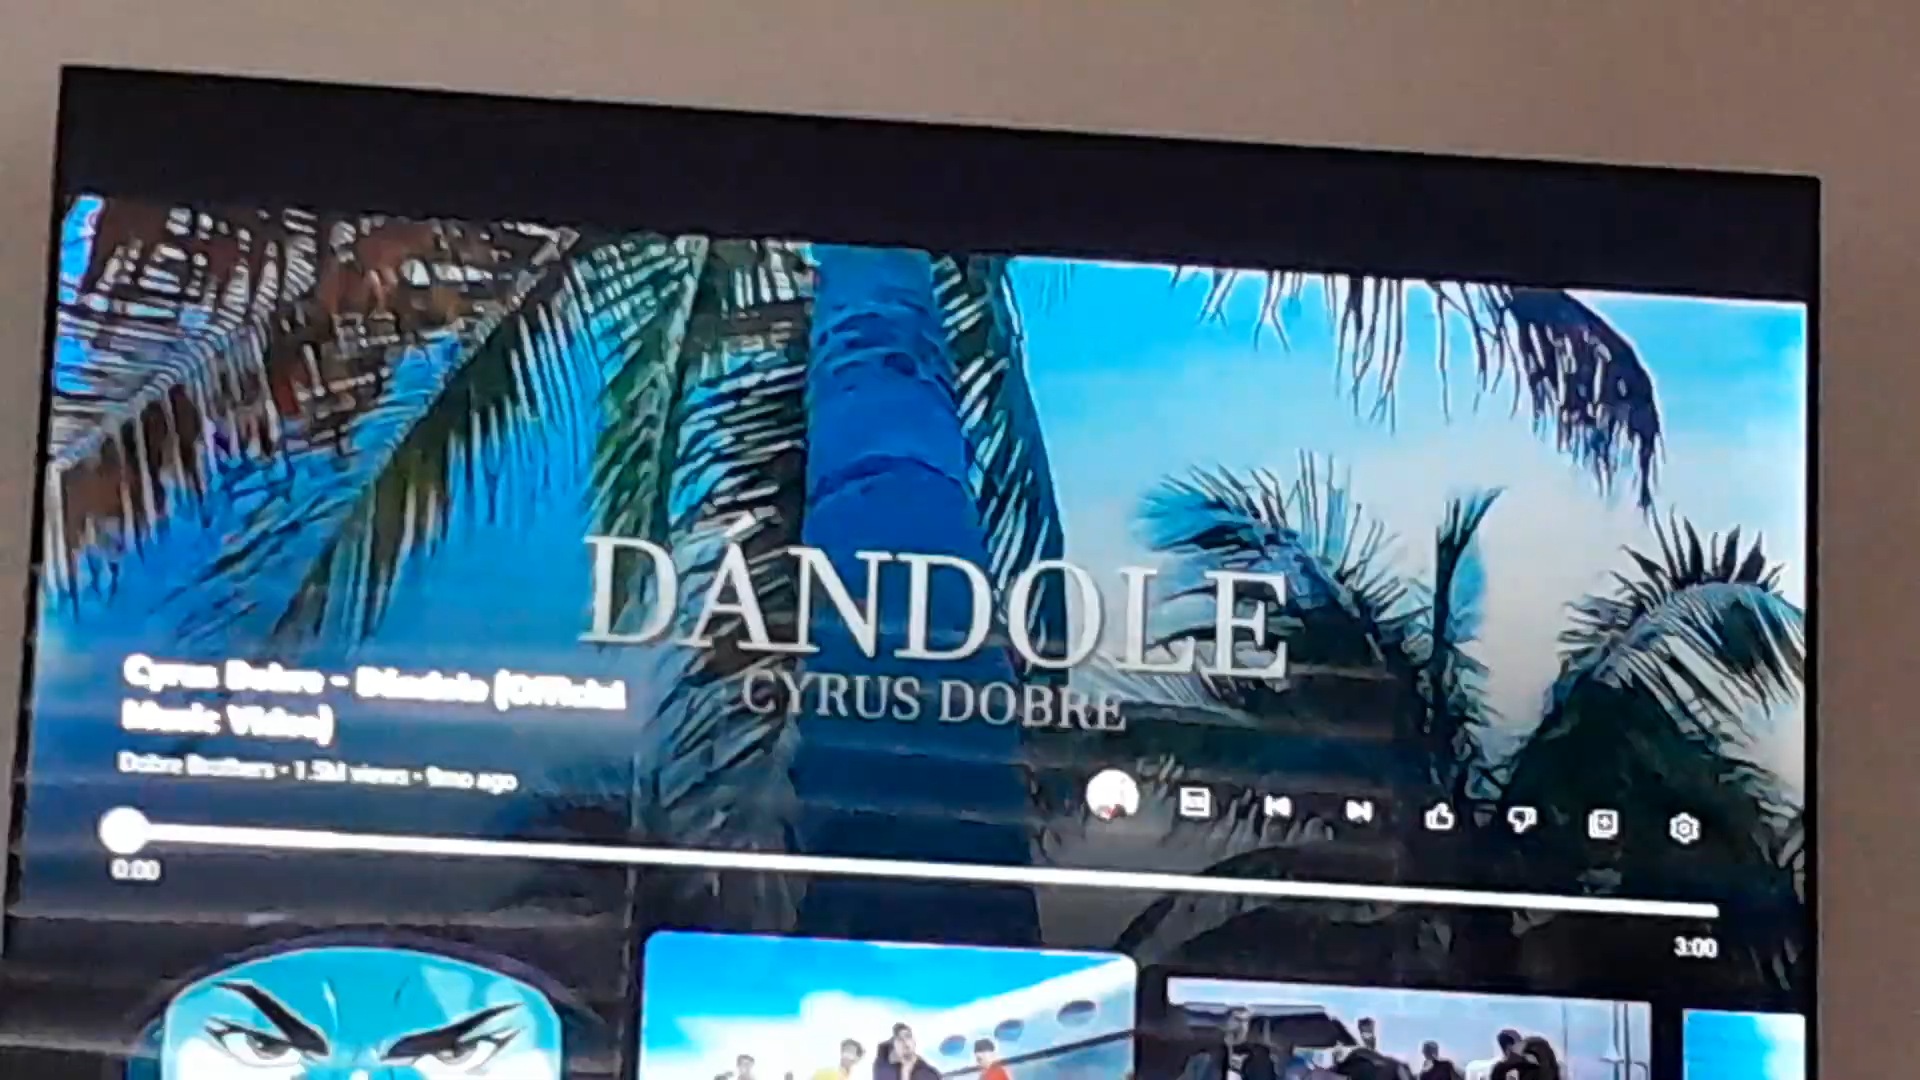 DÁNDOLE
CYRUS DOBRE
Cyrus Dobre - Dándole (Official
Music Video)
Dobre Brothers • 1.5M views • 9mo ago
0:00
3:00